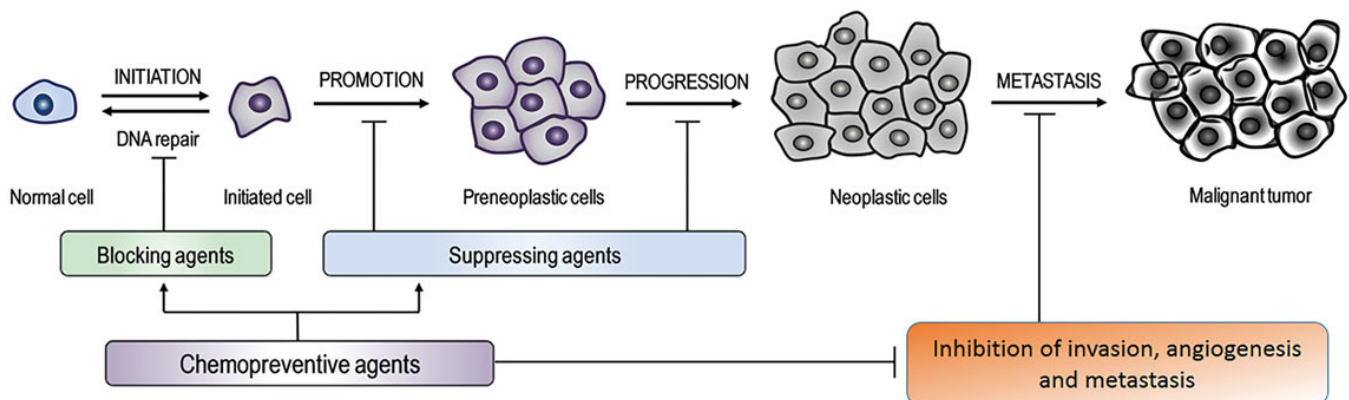 INITIATION
PROMOTION
PROGRESSION
METASTASIS
DNA repair
Normal cell
Initiated cell
Preneoplastic cells
Neoplastic cells
Malignant tumor
Blocking agents
Suppressing agents
Chemopreventive agents
Inhibition of invasion, angiogenesis
and metastasis